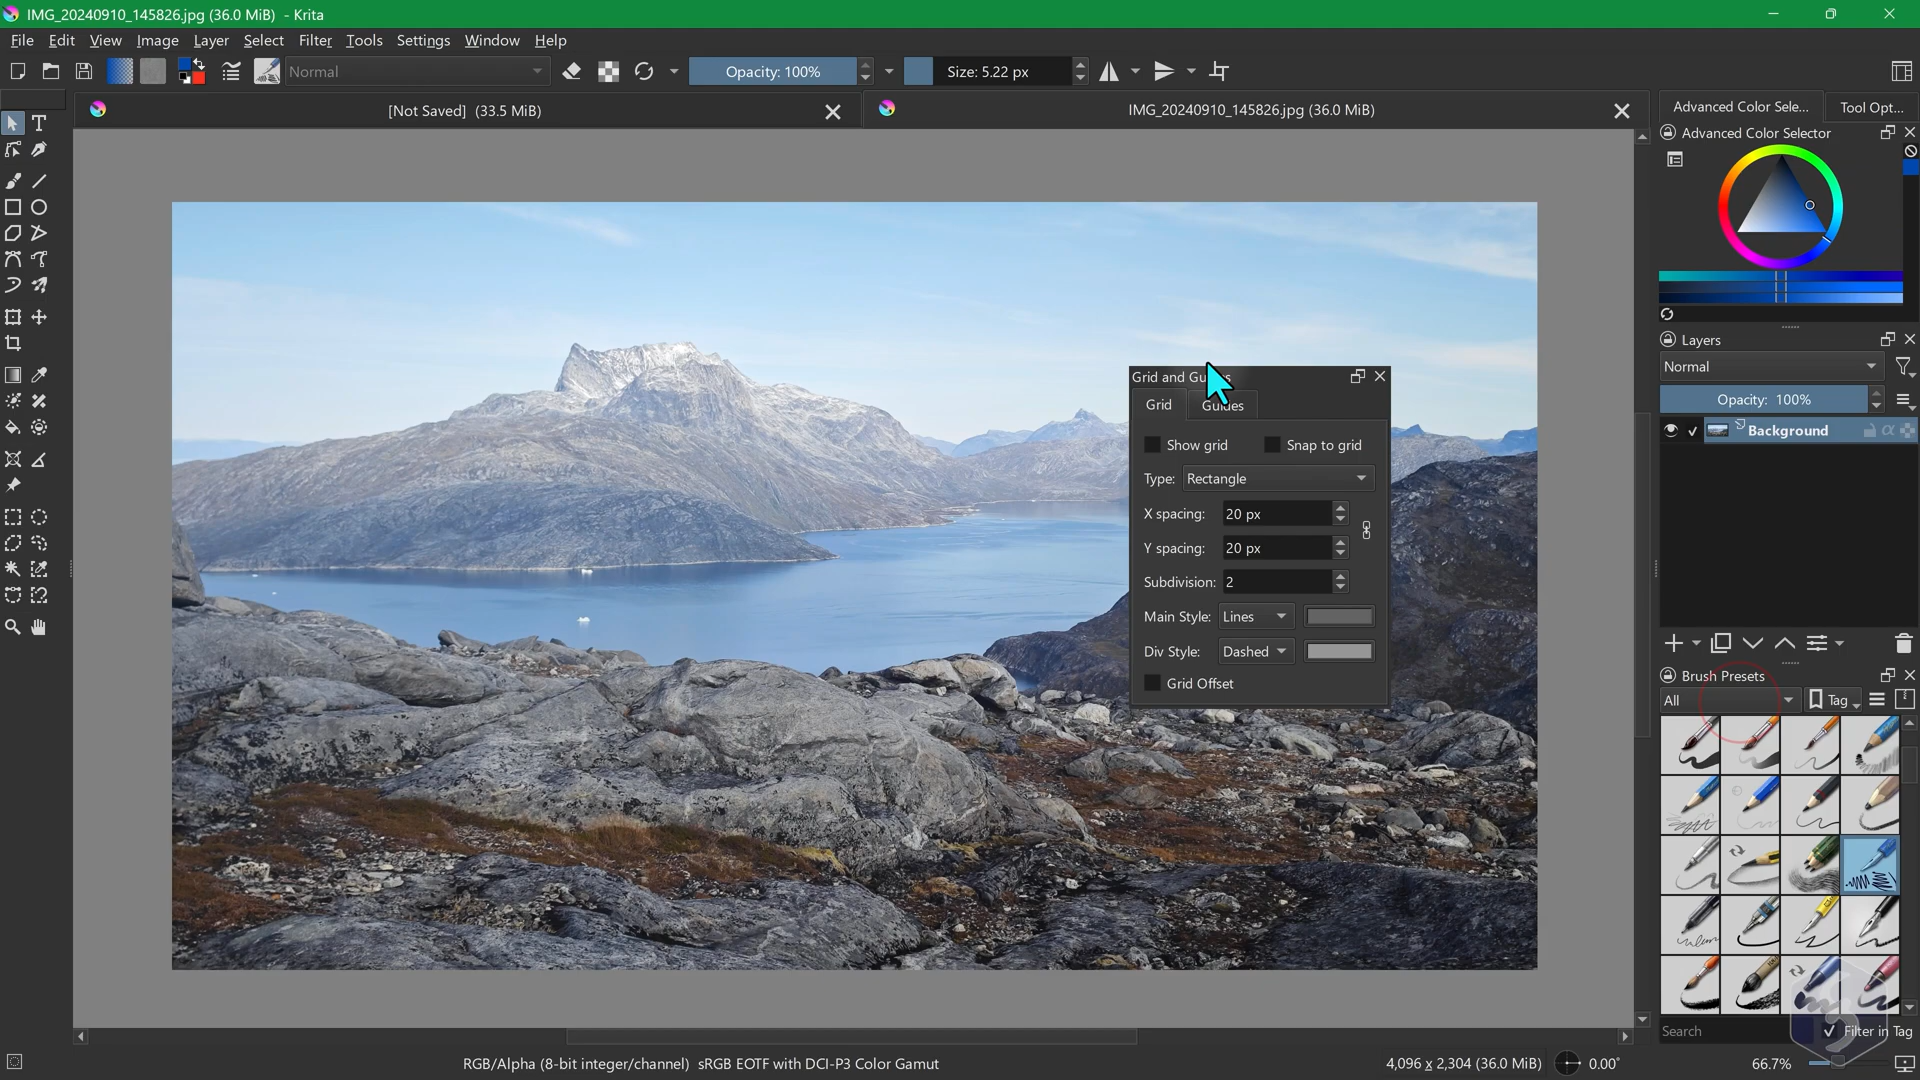 IMG_20240910_145826.jpg (36.0 MiB) - Krita
File Edit View Image Layer Select Filter Tools Settings Window Help
Normal
Opacity: 100%
Size: 5.22 px
[Not Saved] (33.5 MiB)
IMG_20240910_145826.jpg (36.0 MiB)
Advanced Color Sele...
Tool Opt...
Advanced Color Selector
Grid and
Grid
Guides
Show grid
Snap to grid
Type: Rectangle
X spacing: 20 px
Y spacing: 20 px
Subdivision: 2
Main Style: Lines
Div Style: Dashed
Grid Offset
Layers
Normal
Opacity: 100%
Background
Brush Presets
All
Tag
Search
Filter in Tag
RGB/Alpha (8-bit integer/channel) sRGB EOTF with DCI-P3 Color Gamut
4,096 x 2,304 (36.0 MiB)
0.00°
66.7%